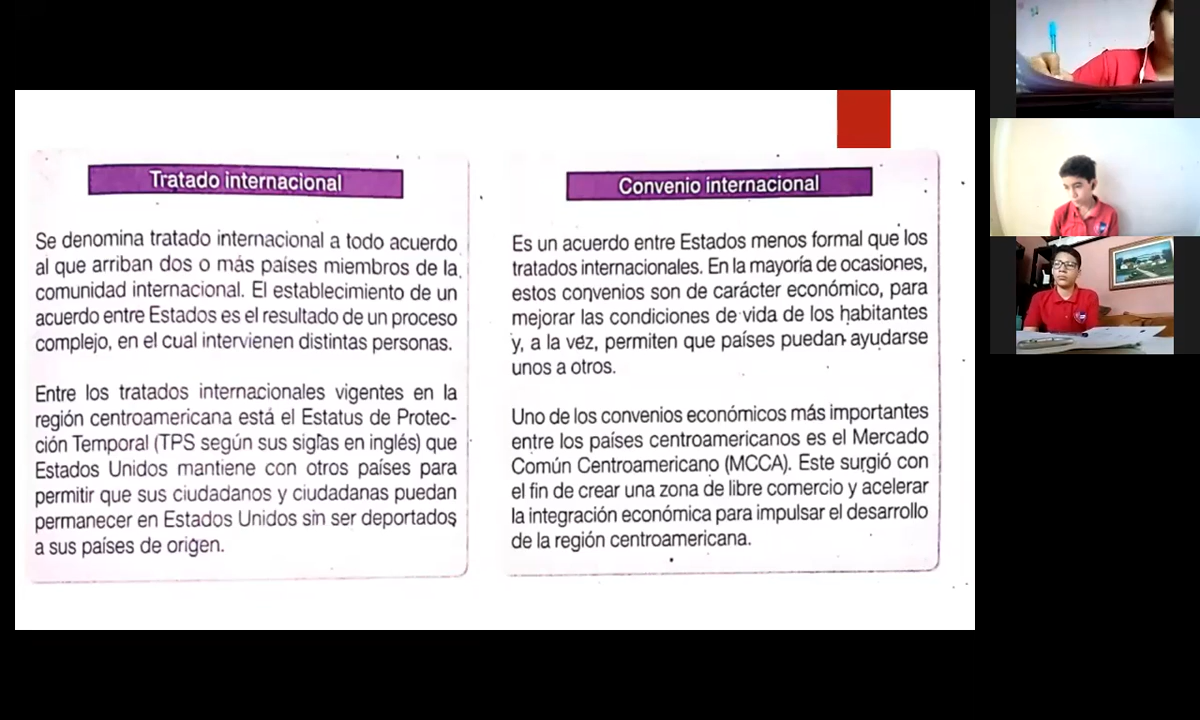 Tratado internacional
Se denomina tratado internacional a todo acuerdo
al que arriban dos o más países miembros de la
comunidad internacional. El establecimiento de un
acuerdo entre Estados es el resultado de un proceso
complejo, en el cual intervienen distintas personas.
Entre los tratados internacionales vigentes en la
región centroamericana está el Estatus de Protec-
ción Temporal (TPS según sus siglas en inglés) que
Estados Unidos mantiene con otros países para
permitir que sus ciudadanos y ciudadanas puedan
permanecer en Estados Unidos sin ser deportados
a sus países de origen.
Convenio internacional
Es un acuerdo entre Estados menos formal que los
tratados internacionales. En la mayoría de ocasiones,
estos convenios son de carácter económico, para
mejorar las condiciones de vida de los habitantes
y, a la vez, permiten que países puedan ayudarse
unos a otros.
Uno de los convenios económicos más importantes
entre los países centroamericanos es el Mercado
Común Centroamericano (MCCA). Este surgió con
el fin de crear una zona de libre comercio y acelerar
la integración económica para impulsar el desarrollo
de la región centroamericana.